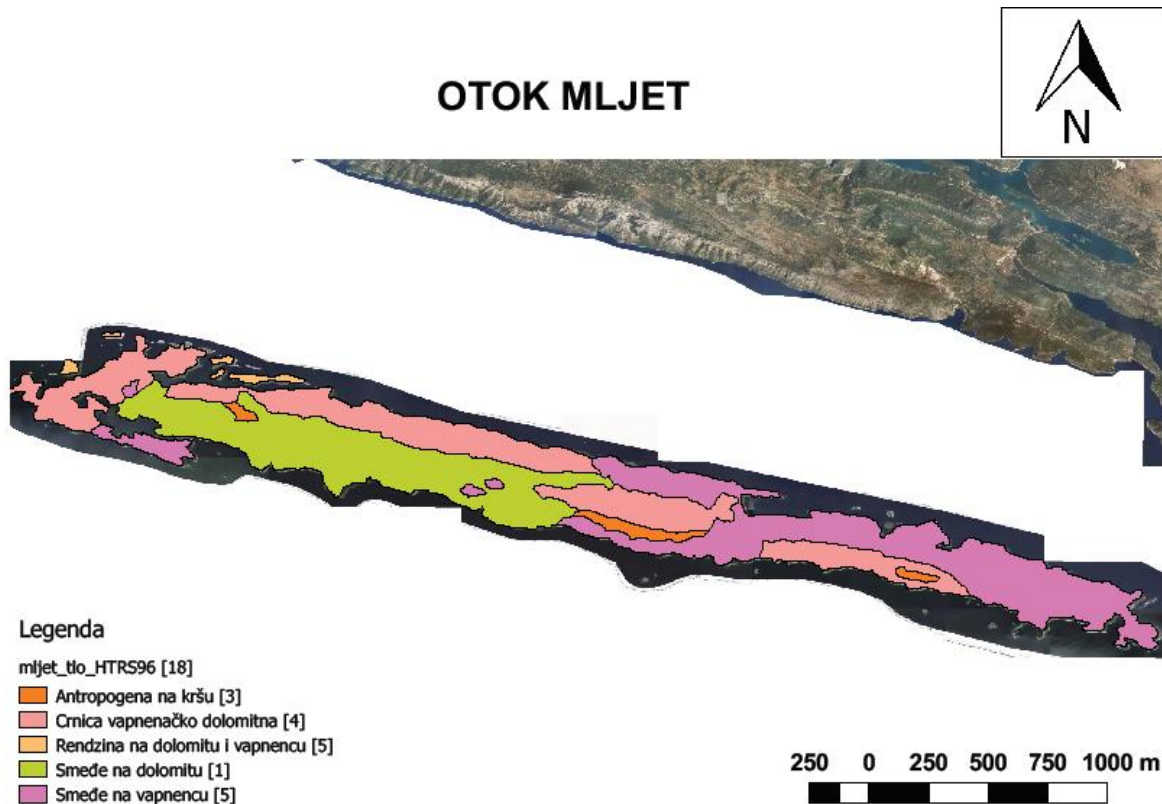 OTOK MLJET
N
Legenda
mljet_tlo_HTRS96 [18]
Antropogena na kršu [3]
Crnica vapnenačko dolomitna [4]
Rendzina na dolomitu i vapnencu [5]
Smeđe na dolomitu [1]
Smeđe na vapnencu [5]
250 0 250 500 750 1000 m